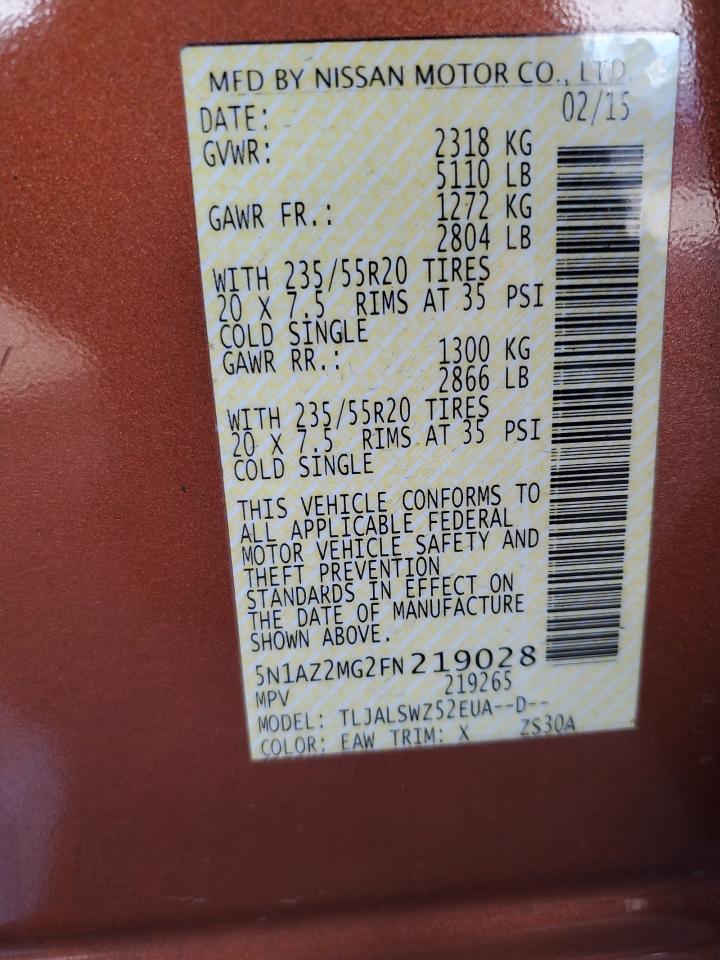 MFD BY NISSAN MOTOR CO., LTD.
DATE: 02/15
GVWR: 2318 KG
5110 LB
GAWR FR.: 1272 KG
2804 LB
WITH 235/55R20 TIRES
20 X 7.5 RIMS AT 35 PSI
COLD SINGLE
GAWR RR.: 1300 KG
2866 LB
WITH 235/55R20 TIRES
20 X 7.5 RIMS AT 35 PSI
COLD SINGLE
THIS VEHICLE CONFORMS TO
ALL APPLICABLE FEDERAL
MOTOR VEHICLE SAFETY AND
THEFT PREVENTION
STANDARDS IN EFFECT ON
THE DATE OF MANUFACTURE
SHOWN ABOVE.
5N1AZ2MG2FN219028
MPV 219265
MODEL: TLJALSWZ52EUA--D--
COLOR: EAW TRIM: X ZS30A